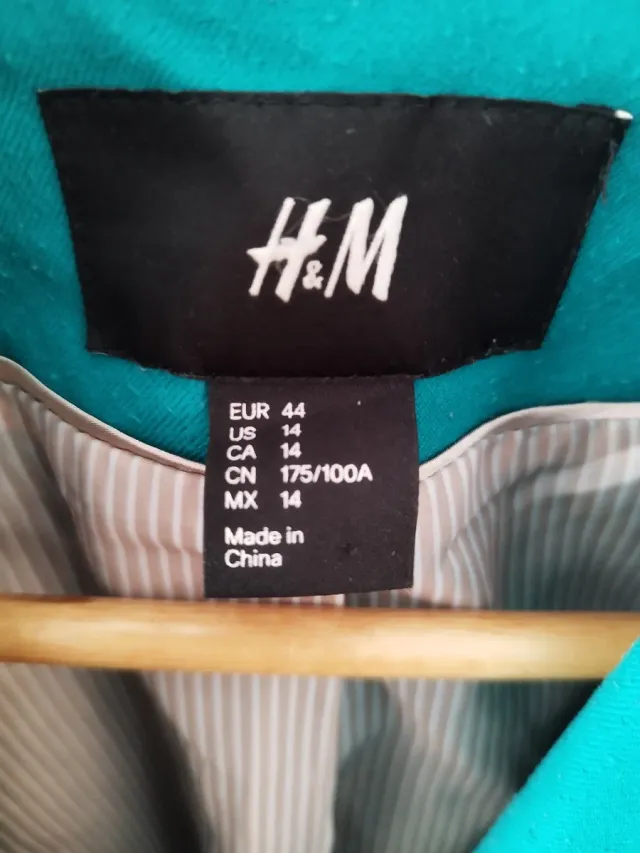 H&M
EUR 44
US 14
CA 14
CN 175/100A
MX 14
Made in
China